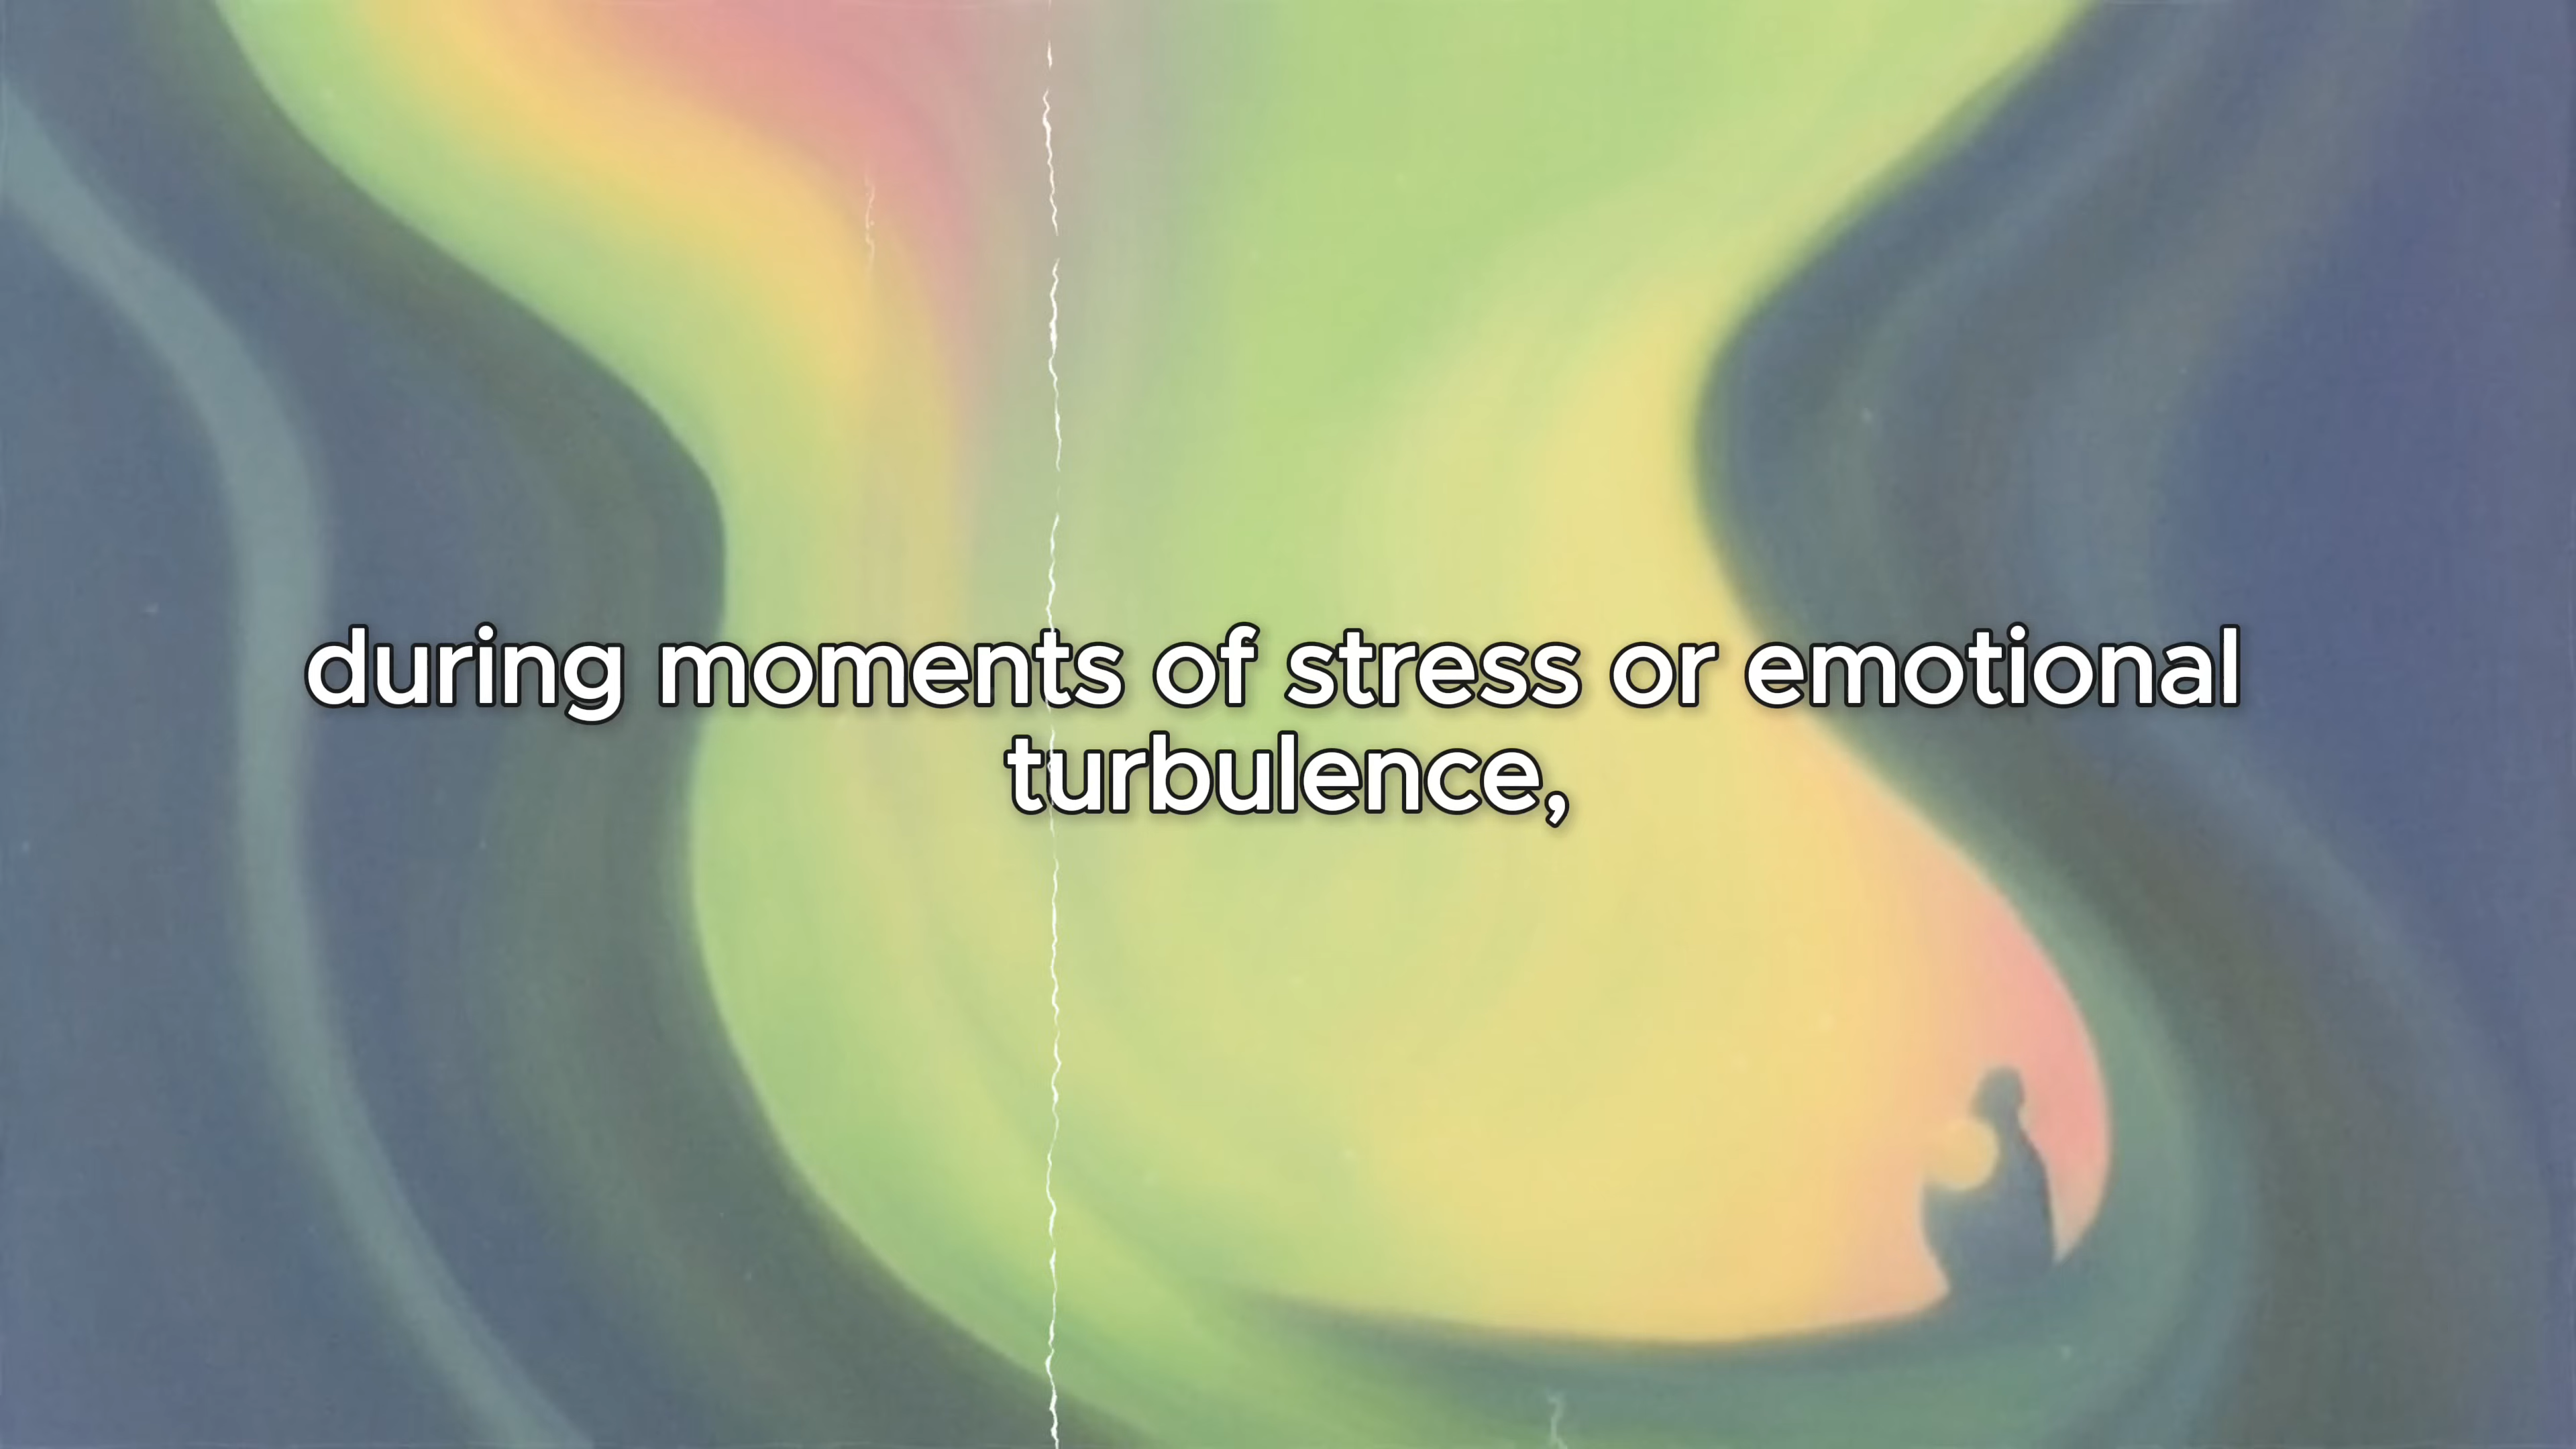 during moments of stress or emotional
turbulence,